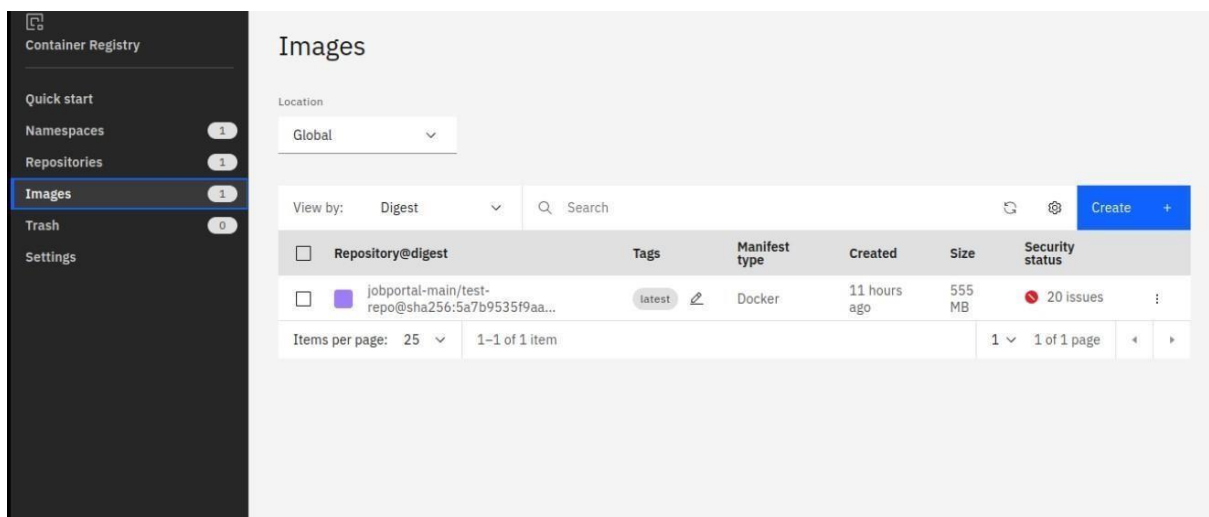 Container Registry
Quick start
Namespaces 1
Repositories 1
Images 1
Trash 0
Settings
Images
Location
Global
View by: Digest Search Create +
Repository@digest Tags Manifest type Created Size Security status
jobportal-main/test-
repo@sha256:5a7b9535f9aa... latest Docker 11 hours ago 555 MB 20 issues
Items per page: 25 1–1 of 1 item 1 1 of 1 page